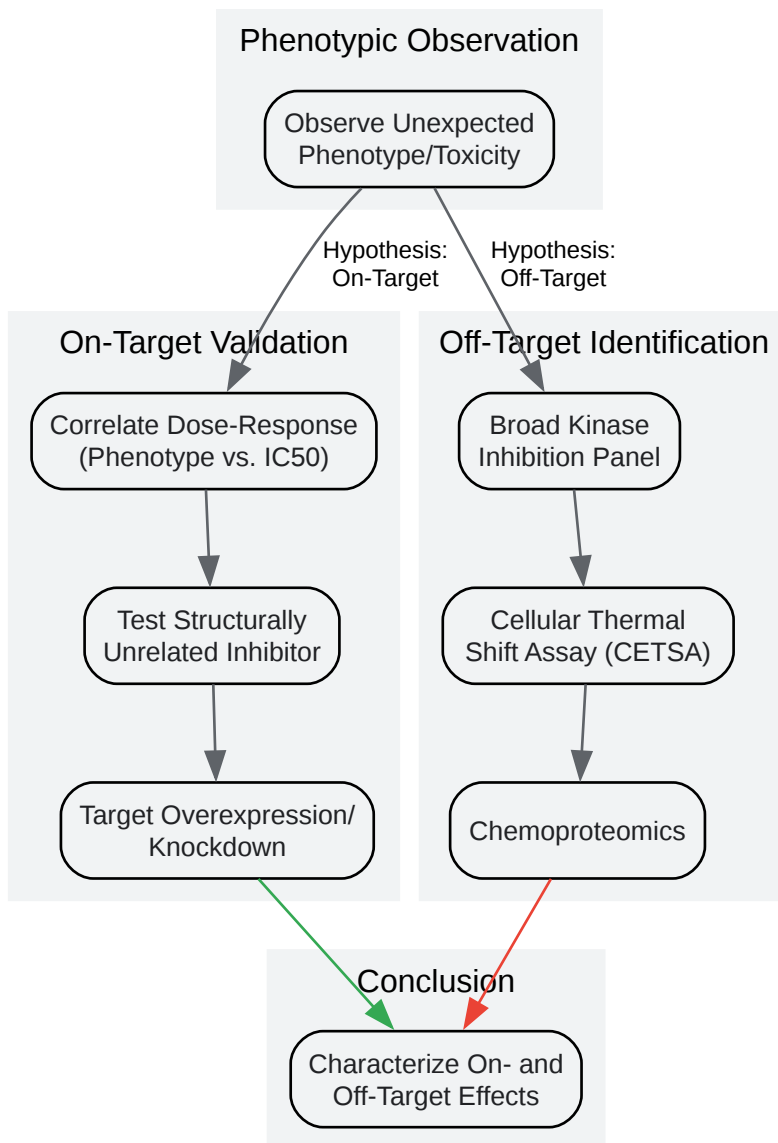 Phenotypic Observation
Observe Unexpected
Phenotype/Toxicity
Hypothesis:
On-Target
Hypothesis:
Off-Target
On-Target Validation
Correlate Dose-Response
(Phenotype vs. IC50)
Test Structurally
Unrelated Inhibitor
Target Overexpression/
Knockdown
Off-Target Identification
Broad Kinase
Inhibition Panel
Cellular Thermal
Shift Assay (CETSA)
Chemoproteomics
Conclusion
Characterize On- and
Off-Target Effects